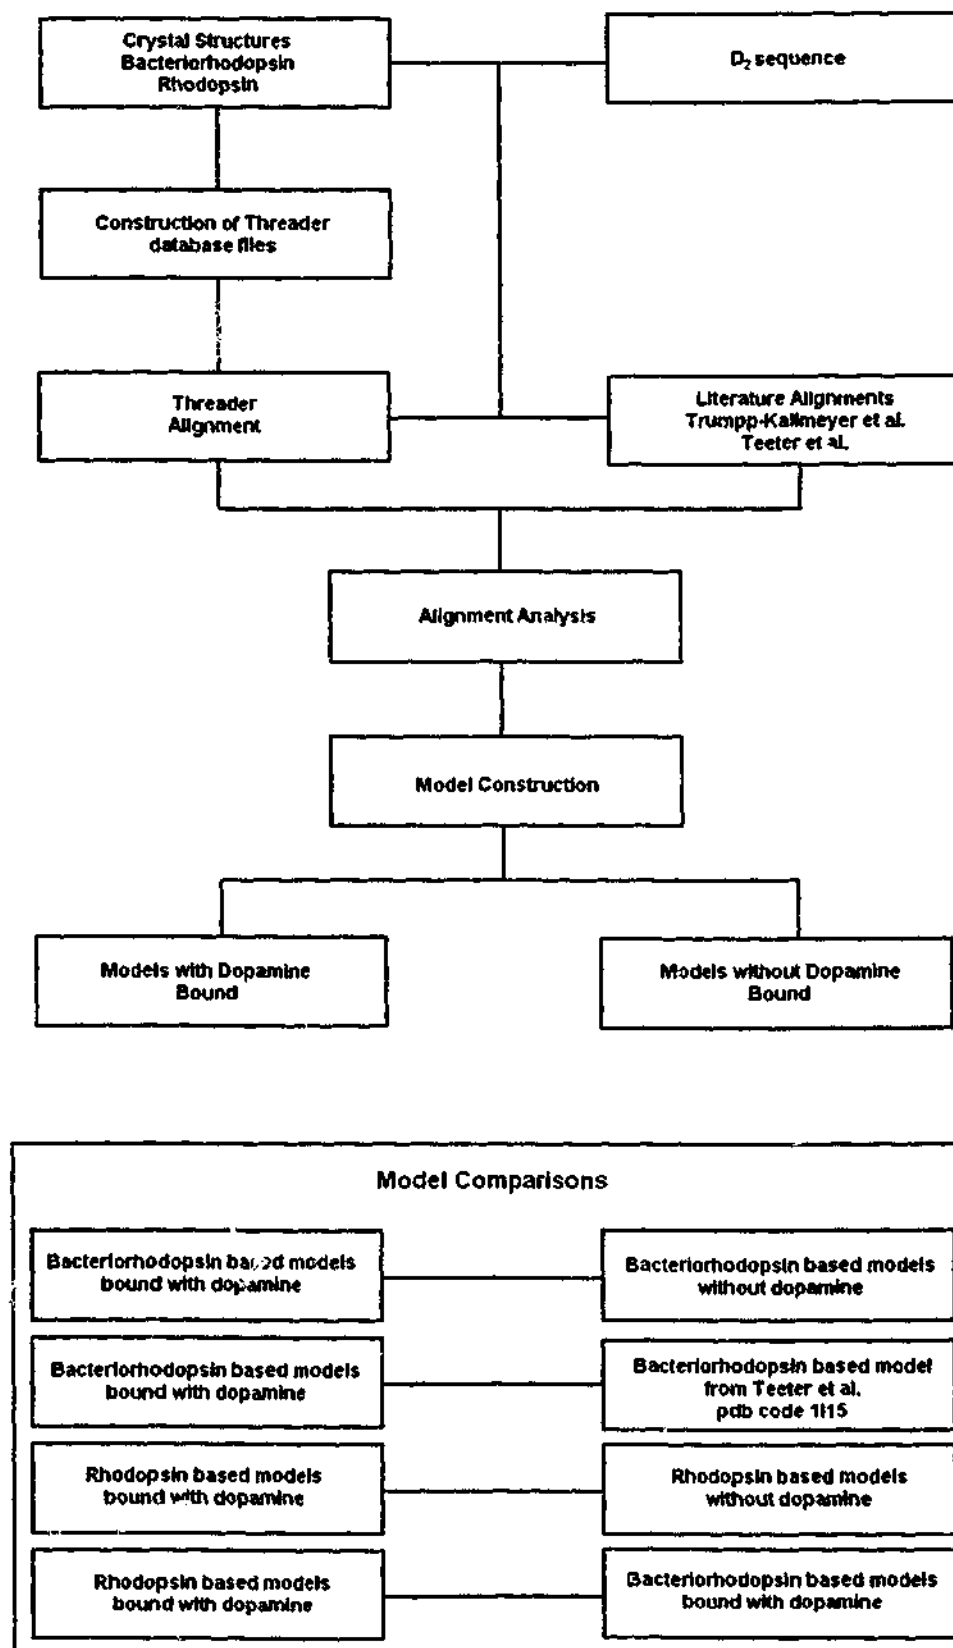 Crystal Structures
Bacteriorhodopsin
Rhodopsin
D2 sequence
Construction of Threader
database files
Threader
Alignment
Literature Alignments
Trumpp-Kallmeyer et al.
Teeter et al.
Alignment Analysis
Model Construction
Models with Dopamine
Bound
Models without Dopamine
Bound
Model Comparisons
Bacteriorhodopsin based models
bound with dopamine
Bacteriorhodopsin based models
without dopamine
Bacteriorhodopsin based models
bound with dopamine
Bacteriorhodopsin based model
from Teeter et al.
pdb code 1I15
Rhodopsin based models
bound with dopamine
Rhodopsin based models
without dopamine
Rhodopsin based models
bound with dopamine
Bacteriorhodopsin based models
bound with dopamine